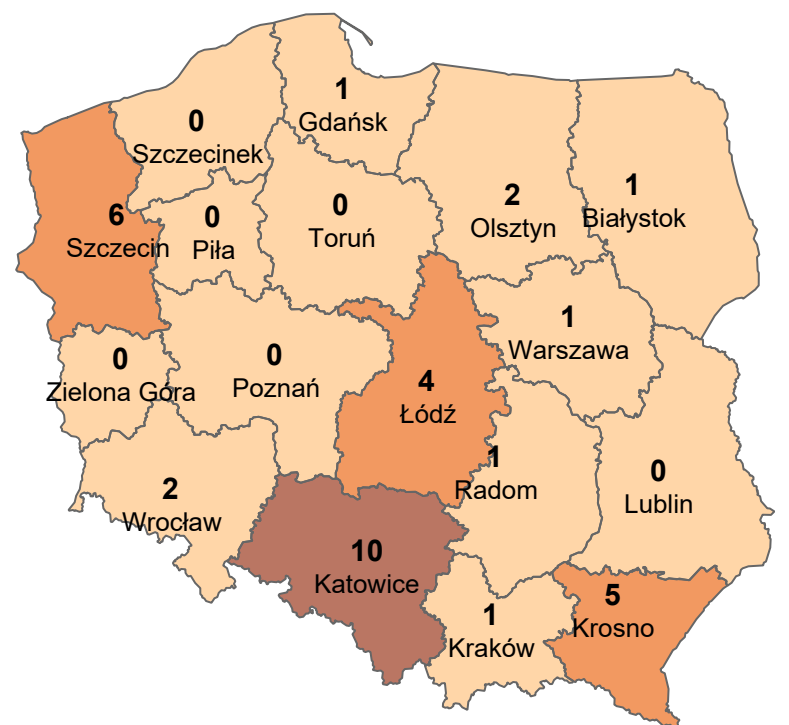 1
Gdańsk
0
Szczecinek
2
Olsztyn
1
Białystok
6
Szczecin
0
Piła
0
Toruń
1
Warszawa
0
Zielona Góra
0
Poznań
4
Łódź
1
Radom
0
Lublin
2
Wrocław
10
Katowice
1
Kraków
5
Krosno